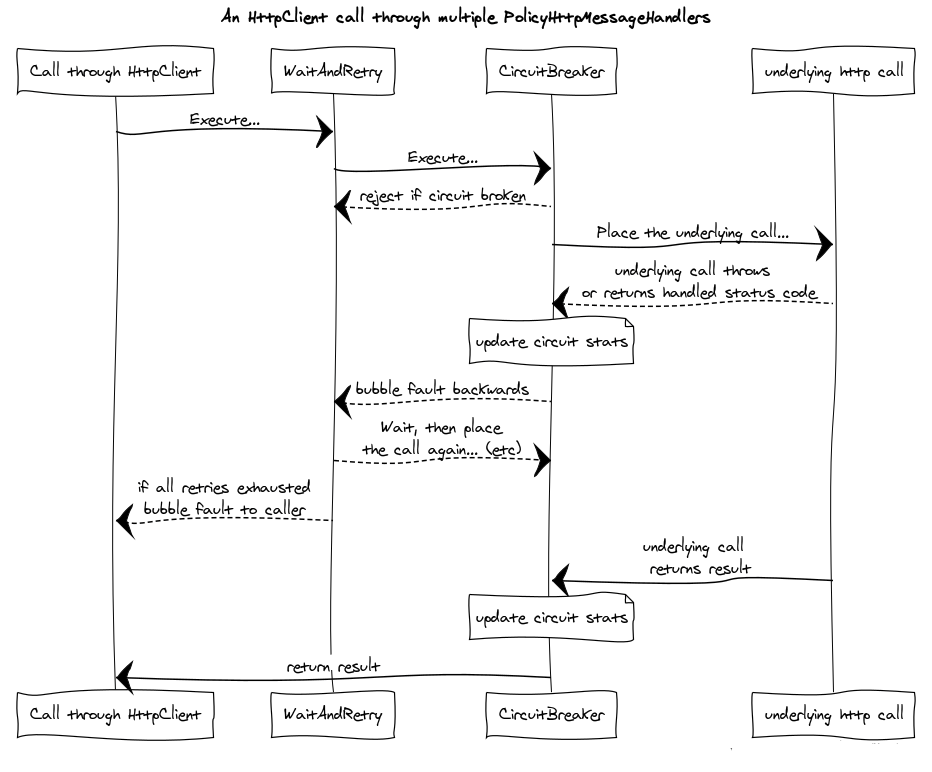 An HttpClient call through multiple PolicyHttpMessageHandlers
Call through HttpClient
WaitAndRetry
CircuitBreaker
underlying http call
Execute...
Execute...
reject if circuit broken
Place the underlying call...
underlying call throws
or returns handled status code
update circuit stats
bubble fault backwards
Wait, then place
the call again... (etc)
if all retries exhausted
bubble fault to caller
underlying call
returns result
update circuit stats
return result
Call through HttpClient
WaitAndRetry
CircuitBreaker
underlying http call